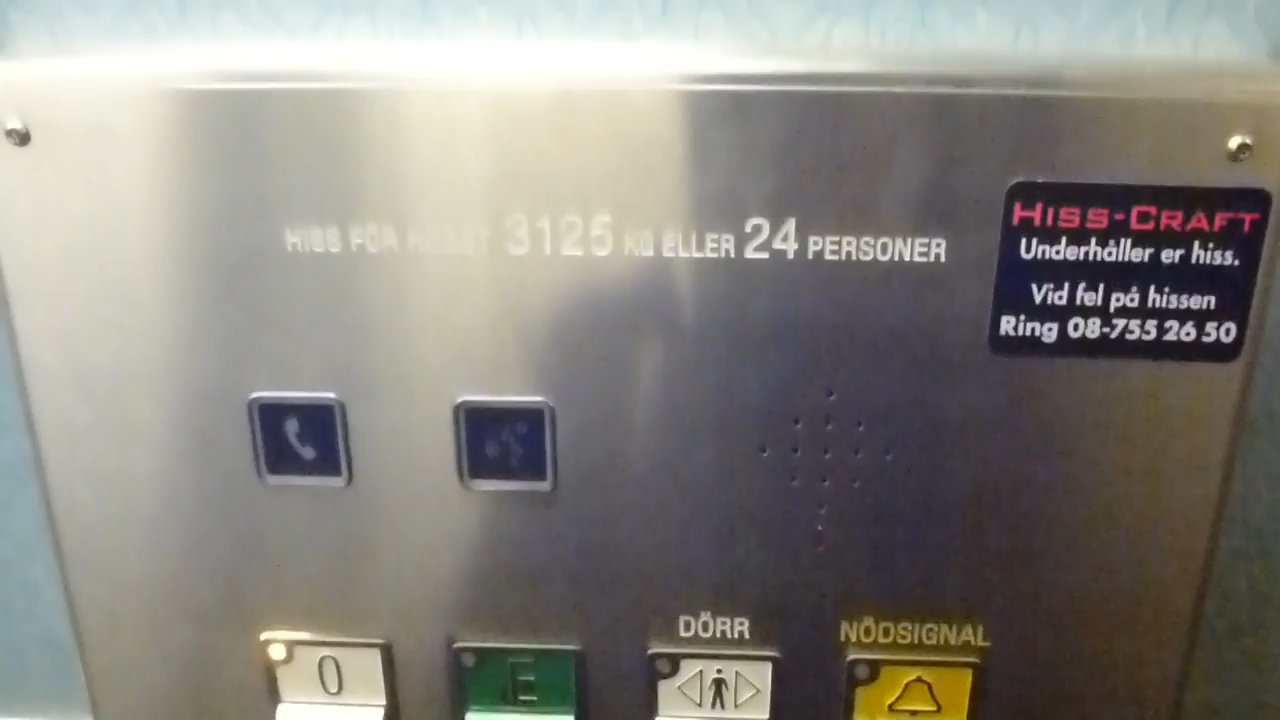 HISS FÖR HÖGST 3125 KG ELLER 24 PERSONER
HISS-CRAFT
Underhåller er hiss.
Vid fel på hissen
Ring 08-755 26 50
DÖRR
NÖDSIGNAL
0
E